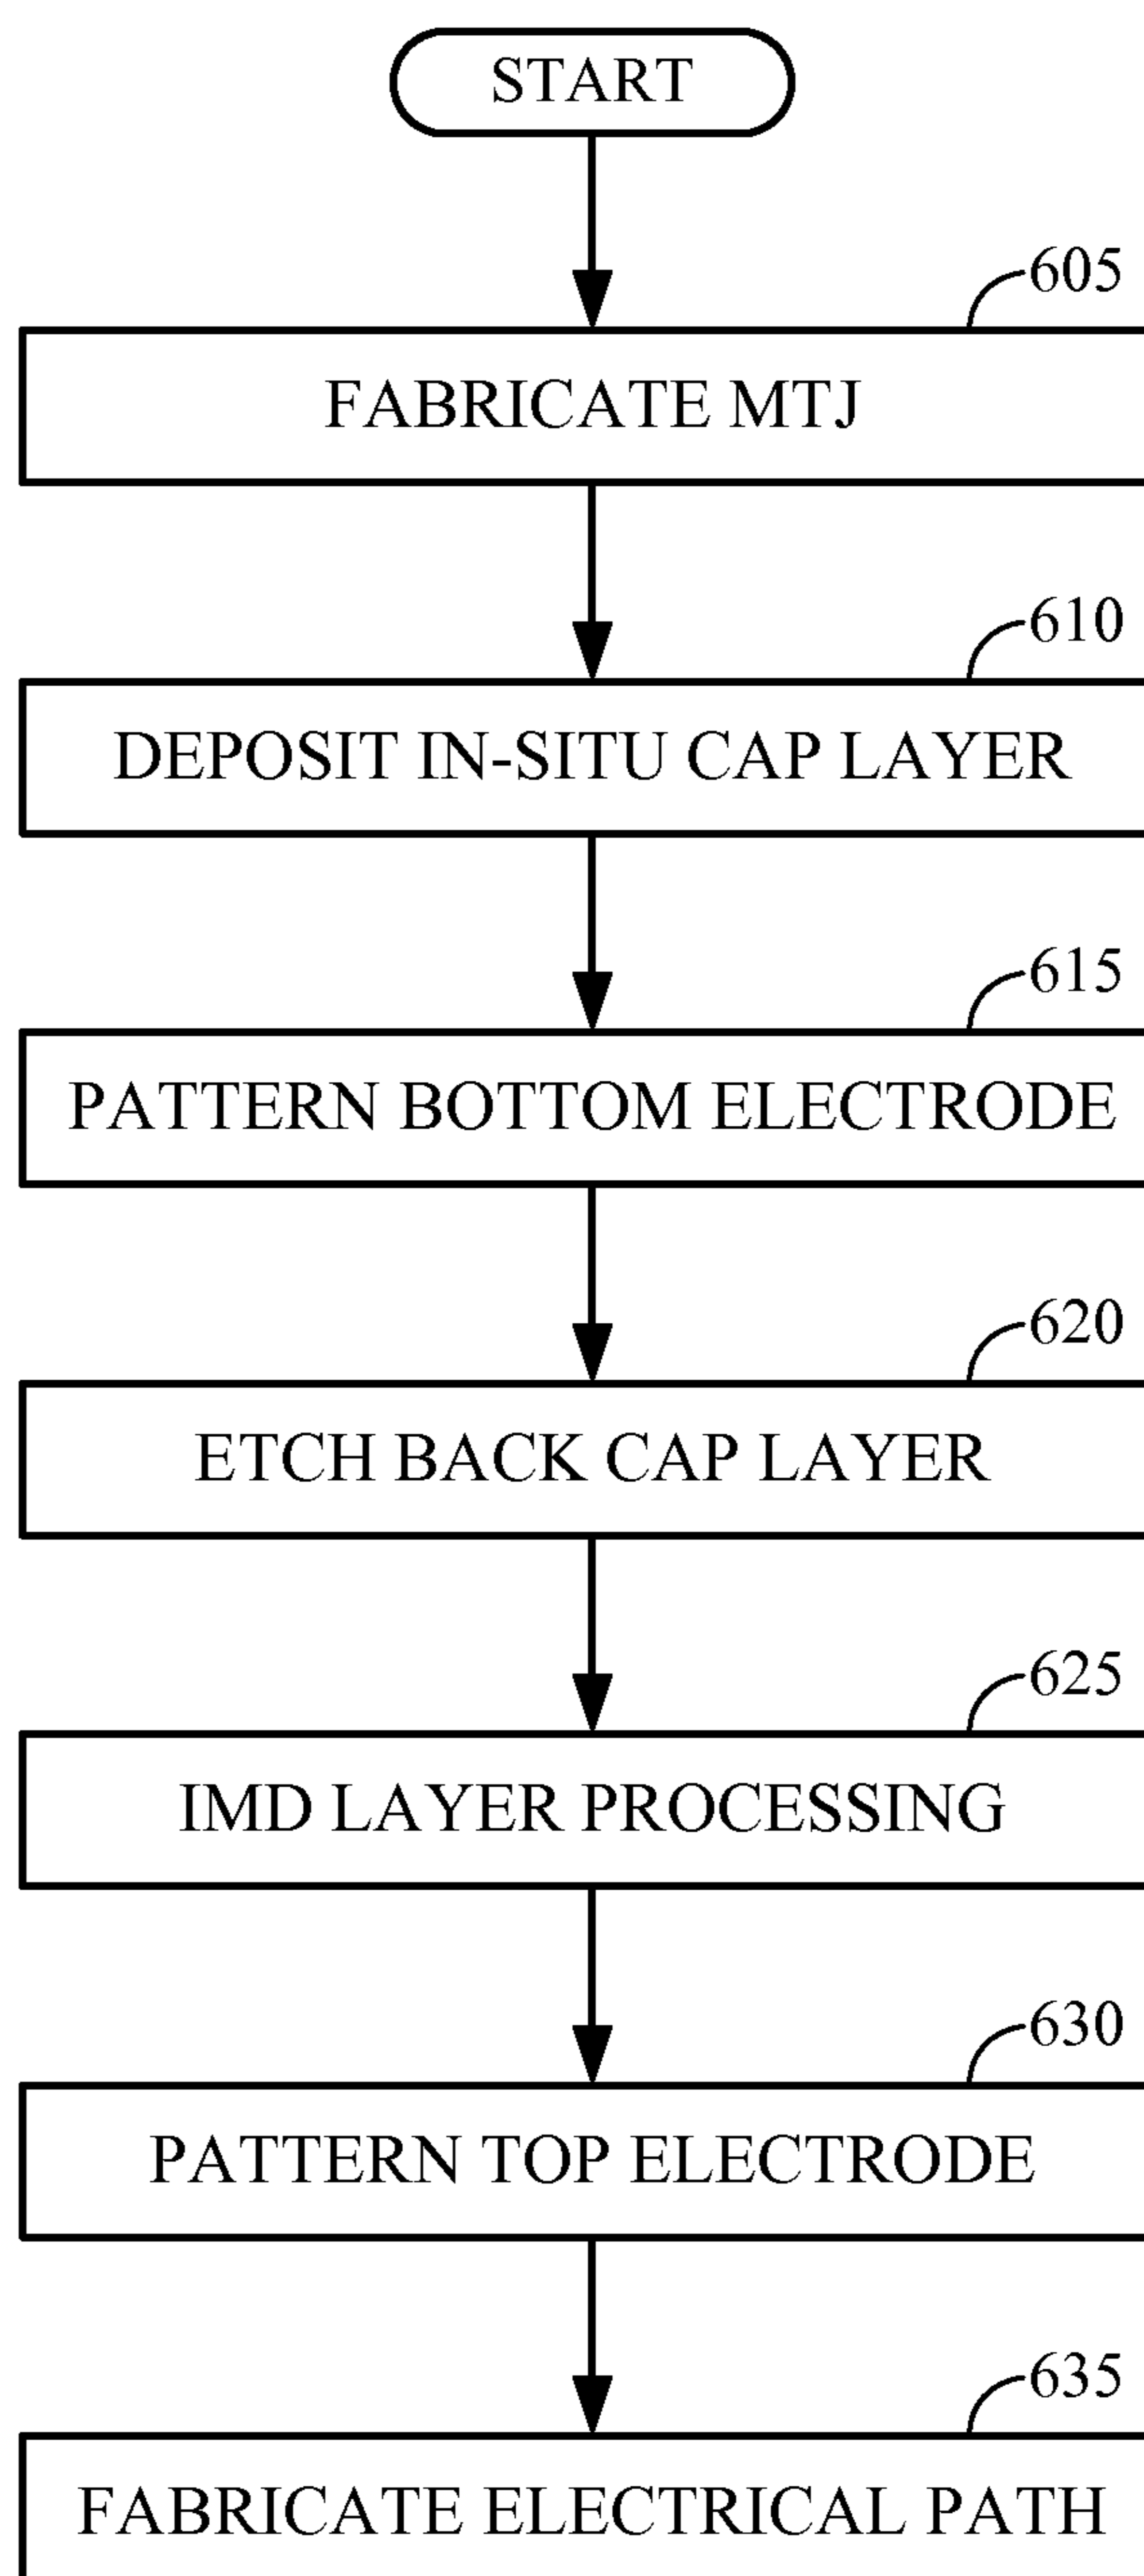 START
605
FABRICATE MTJ
610
DEPOSIT IN-SITU CAP LAYER
615
PATTERN BOTTOM ELECTRODE
620
ETCH BACK CAP LAYER
625
IMD LAYER PROCESSING
630
PATTERN TOP ELECTRODE
635
FABRICATE ELECTRICAL PATH